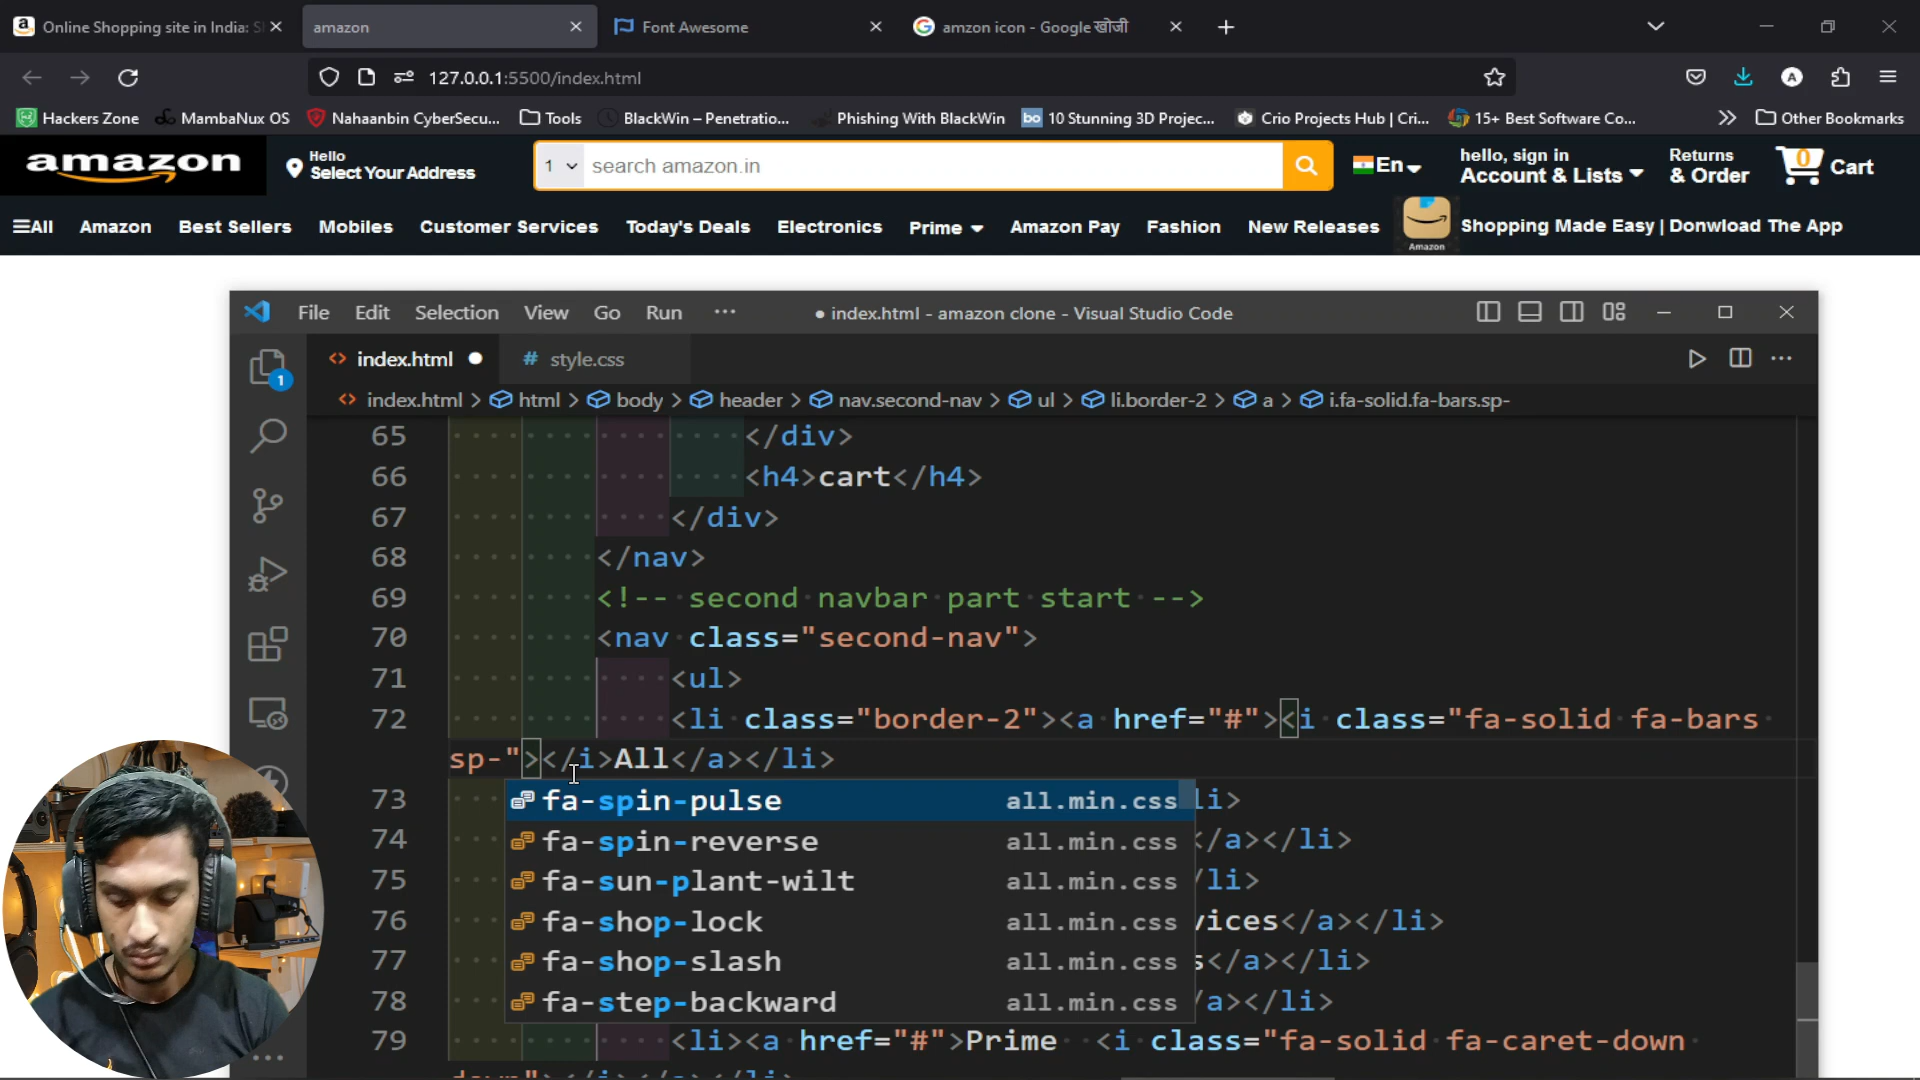 Online Shopping site in India: S
amazon
Font Awesome
amzon icon - Google खोजी
127.0.0.1:5500/index.html
Hackers Zone
MambaNux OS
Nahaanbin CyberSecu...
Tools
BlackWin – Penetratio...
Phishing With BlackWin
10 Stunning 3D Projec...
Crio Projects Hub | Cri...
15+ Best Software Co...
Other Bookmarks
amazon
Hello
Select Your Address
1
search amazon.in
En
hello, sign in
Account & Lists
Returns
& Order
0
Cart
All
Amazon
Best Sellers
Mobiles
Customer Services
Today's Deals
Electronics
Prime
Amazon Pay
Fashion
New Releases
Amazon
Shopping Made Easy | Donwload The App
File
Edit
Selection
View
Go
Run
● index.html - amazon clone - Visual Studio Code
index.html
# style.css
1
index.html > html > body > header > nav.second-nav > ul > li.border-2 > a > i.fa-solid.fa-bars.sp-
65 </div>
66 <h4>cart</h4>
67 </div>
68 </nav>
69 <!-- second navbar part start -->
70 <nav class="second-nav">
71 <ul>
72 <li class="border-2"><a href="#"><i class="fa-solid fa-bars
sp-"></i>All</a></li>
73 li>
74 </a></li>
75 /li>
76 vices</a></li>
77 s</a></li>
78 /a></li>
79 <li><a href="#">Prime <i class="fa-solid fa-caret-down
fa-spin-pulse all.min.css
fa-spin-reverse all.min.css
fa-sun-plant-wilt all.min.css
fa-shop-lock all.min.css
fa-shop-slash all.min.css
fa-step-backward all.min.css